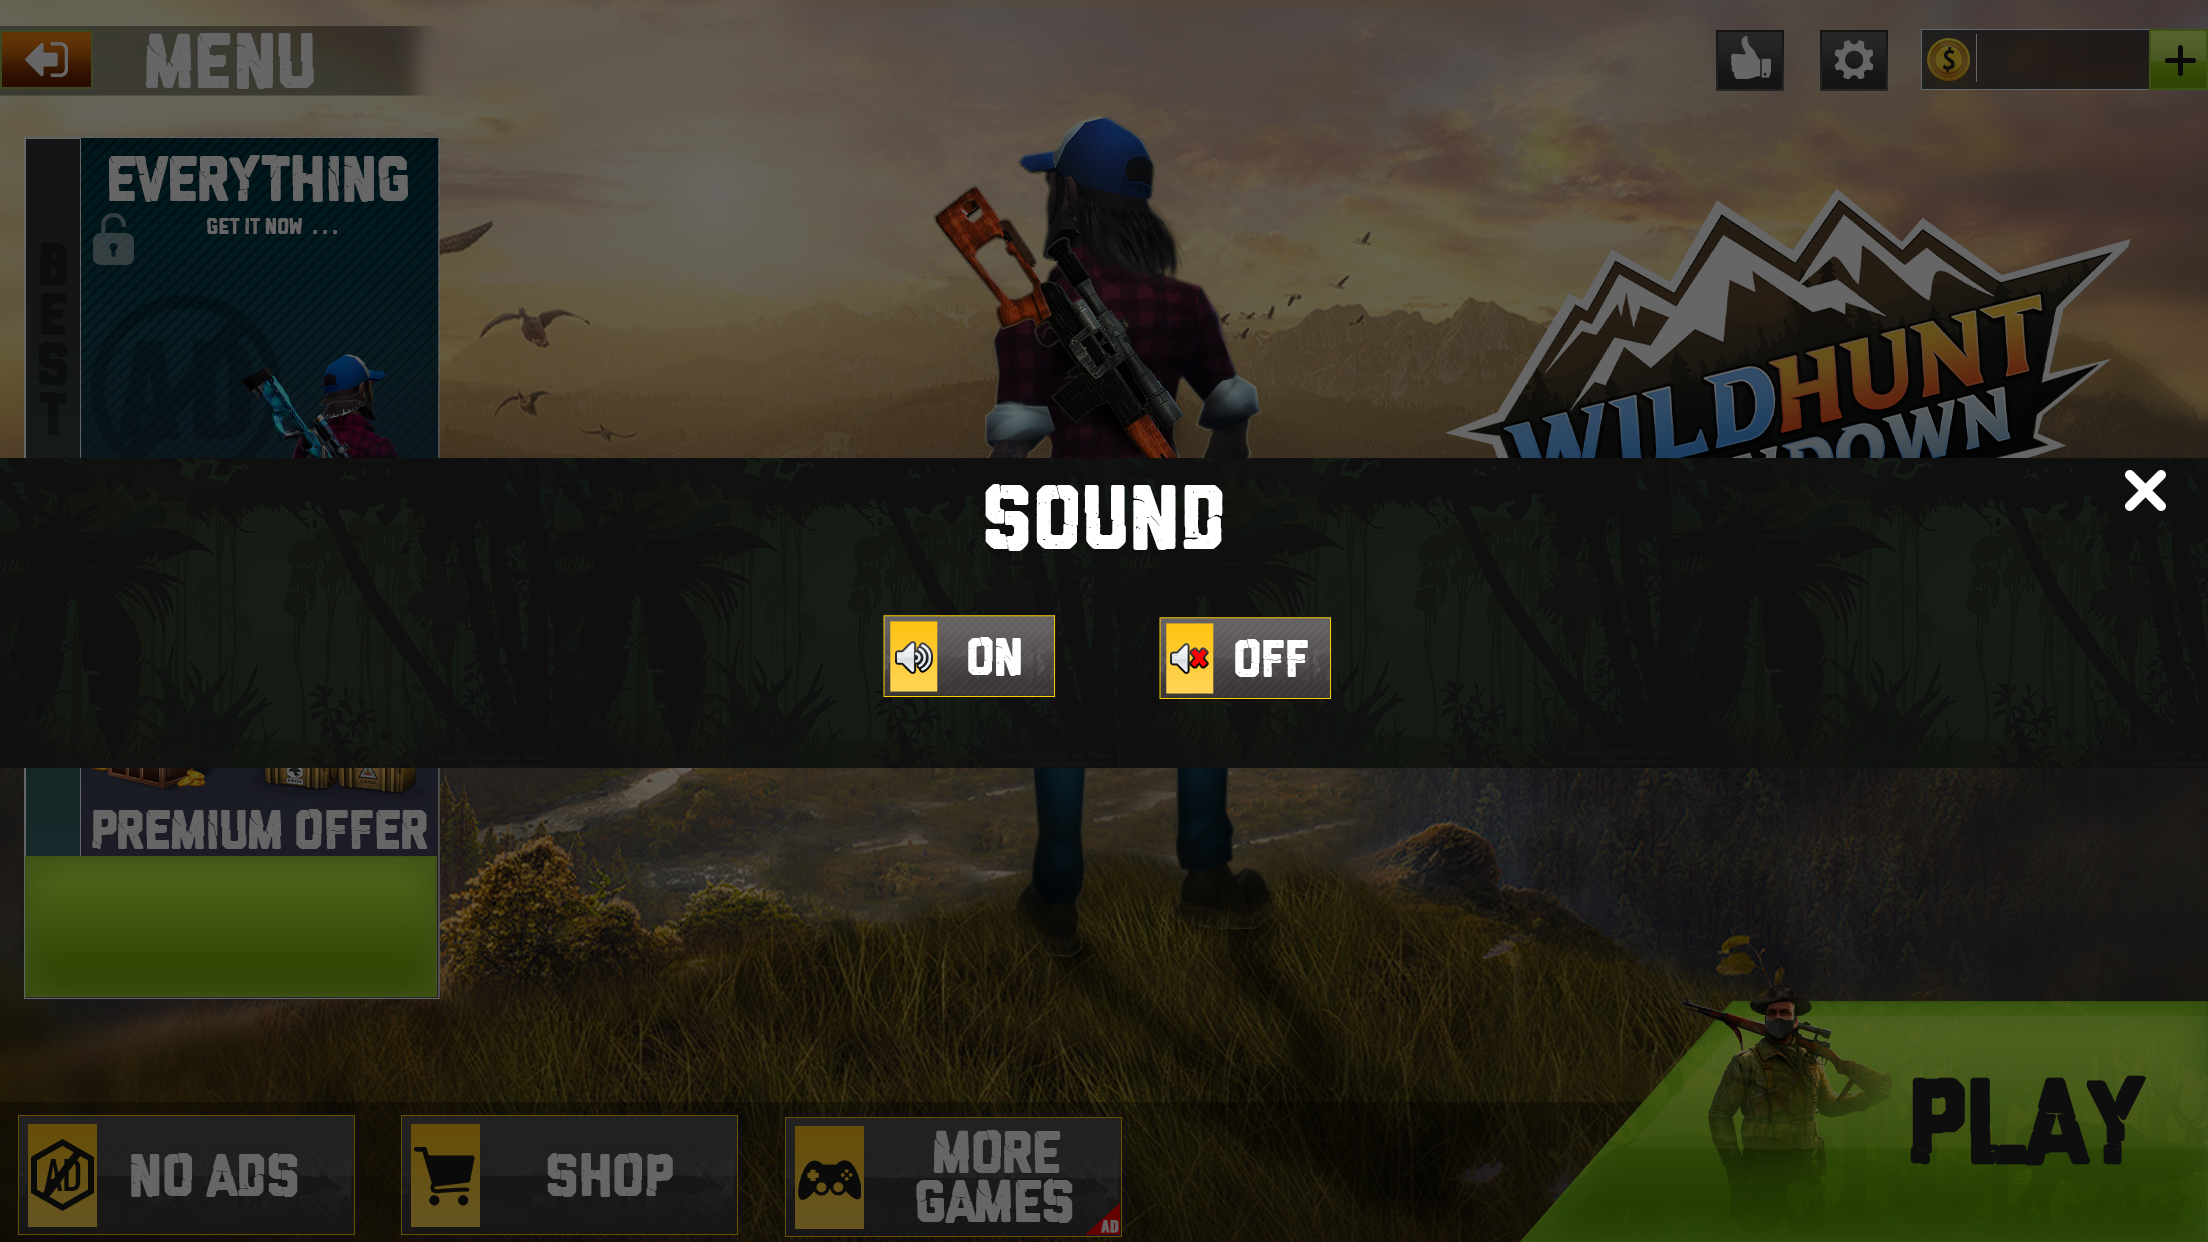 MENU
EVERYTHING
GET IT NOW ...
BEST
WILDHUNT
SOUND
ON
OFF
PREMIUM OFFER
NO ADS
SHOP
MORE
GAMES
AD
PLAY